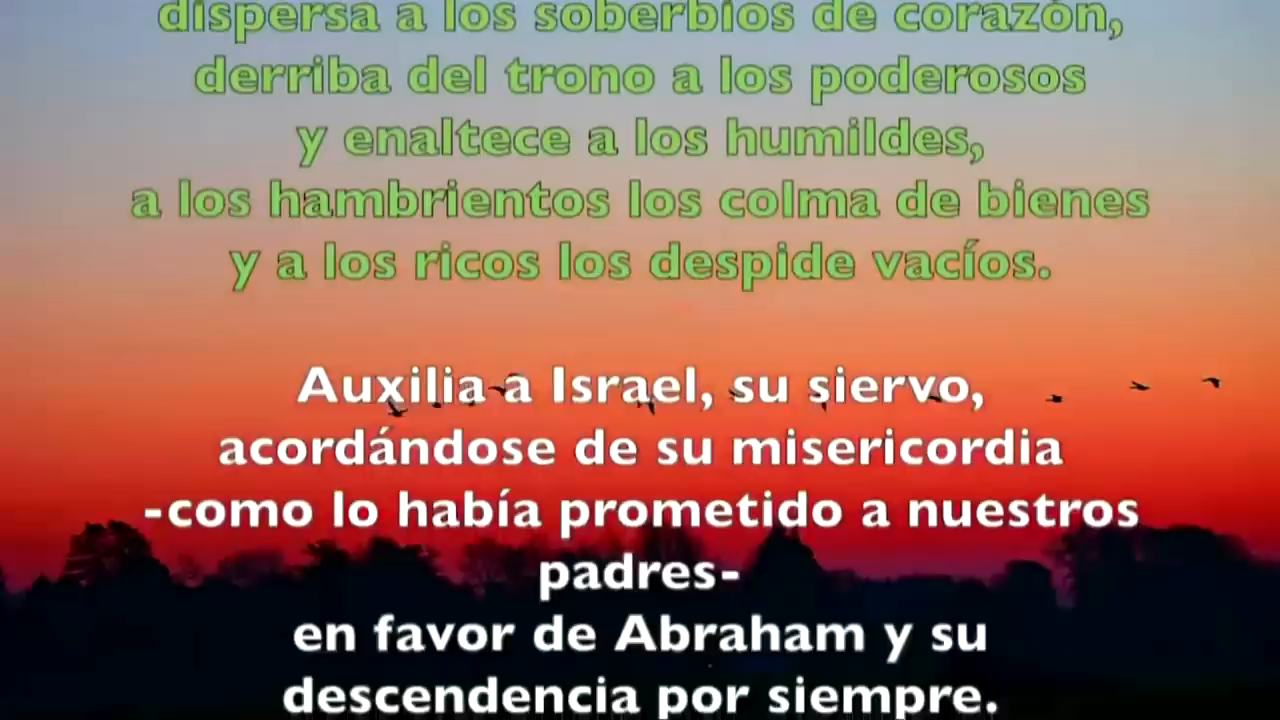 dispersa a los soberbios de corazón,
derriba del trono a los poderosos
y enaltece a los humildes,
a los hambrientos los colma de bienes
y a los ricos los despide vacíos.
Auxilia a Israel, su siervo,
acordándose de su misericordia
-como lo había prometido a nuestros
padres-
en favor de Abraham y su
descendencia por siempre.